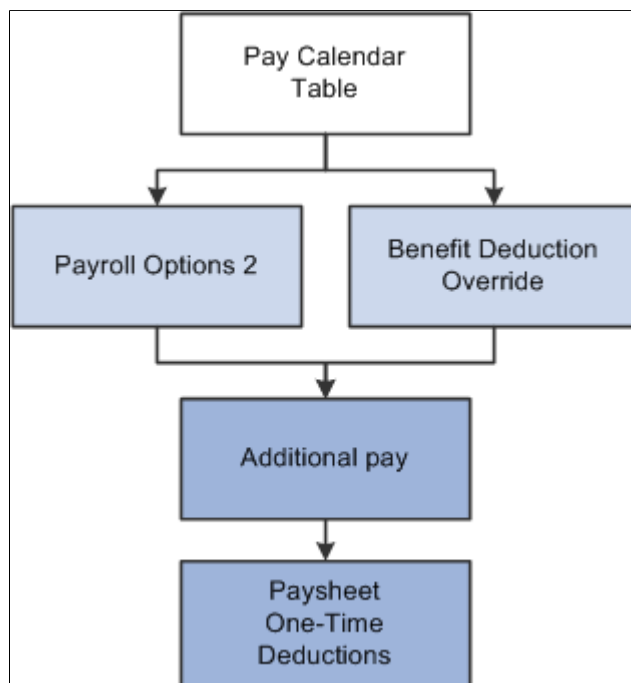 Pay Calendar
Table
Payroll Options 2
Benefit Deduction
Override
Additional pay
Paysheet
One-Time
Deductions